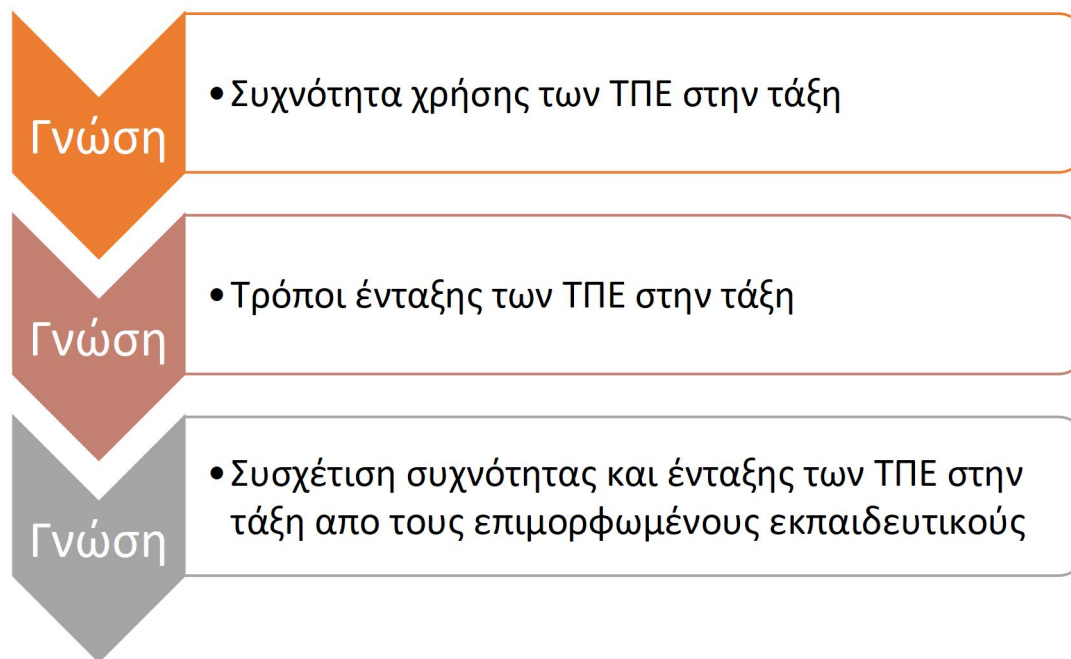 Γνώση
•Συχνότητα χρήσης των ΤΠΕ στην τάξη
Γνώση
•Τρόποι ένταξης των ΤΠΕ στην τάξη
Γνώση
•Συσχέτιση συχνότητας και ένταξης των ΤΠΕ στην
τάξη απο τους επιμορφωμένους εκπαιδευτικούς